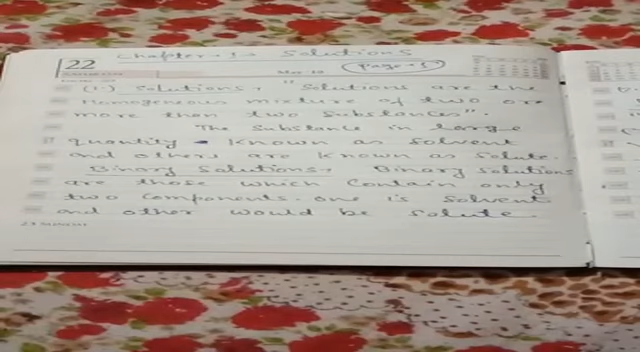 Chapter. 1. Solutions
22
Page-1
(1.) Solutions, Solutions are the
Homogeneous mixture of two or
more than two Substances".
The Substance in large
quantity - Known as Solvent
and others are Known as Solute.
Binary Solutions, Binary Solutions
are those which Contain only
two Components. one is Solvent
and other would be Solute.